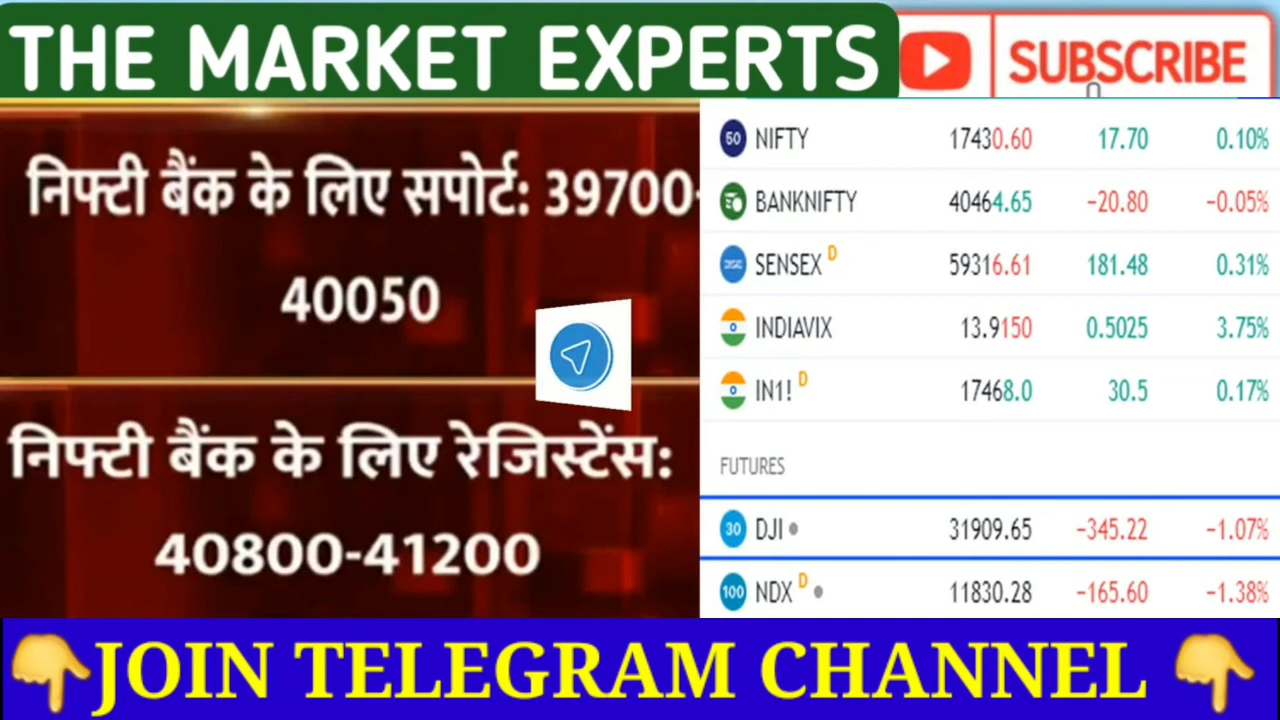 THE MARKET EXPERTS
SUBSCRIBE
निफ्टी बैंक के लिए सपोर्ट: 39700-
40050
निफ्टी बैंक के लिए रेजिस्टेंस:
40800-41200
50 NIFTY 17430.60 17.70 0.10%
BANKNIFTY 40464.65 −20.80 −0.05%
SENSEX D 59316.61 181.48 0.31%
INDIAVIX 13.9150 0.5025 3.75%
IN1! D 17468.0 30.5 0.17%
FUTURES
30 DJI 31909.65 −345.22 −1.07%
100 NDX D 11830.28 −165.60 −1.38%
JOIN TELEGRAM CHANNEL